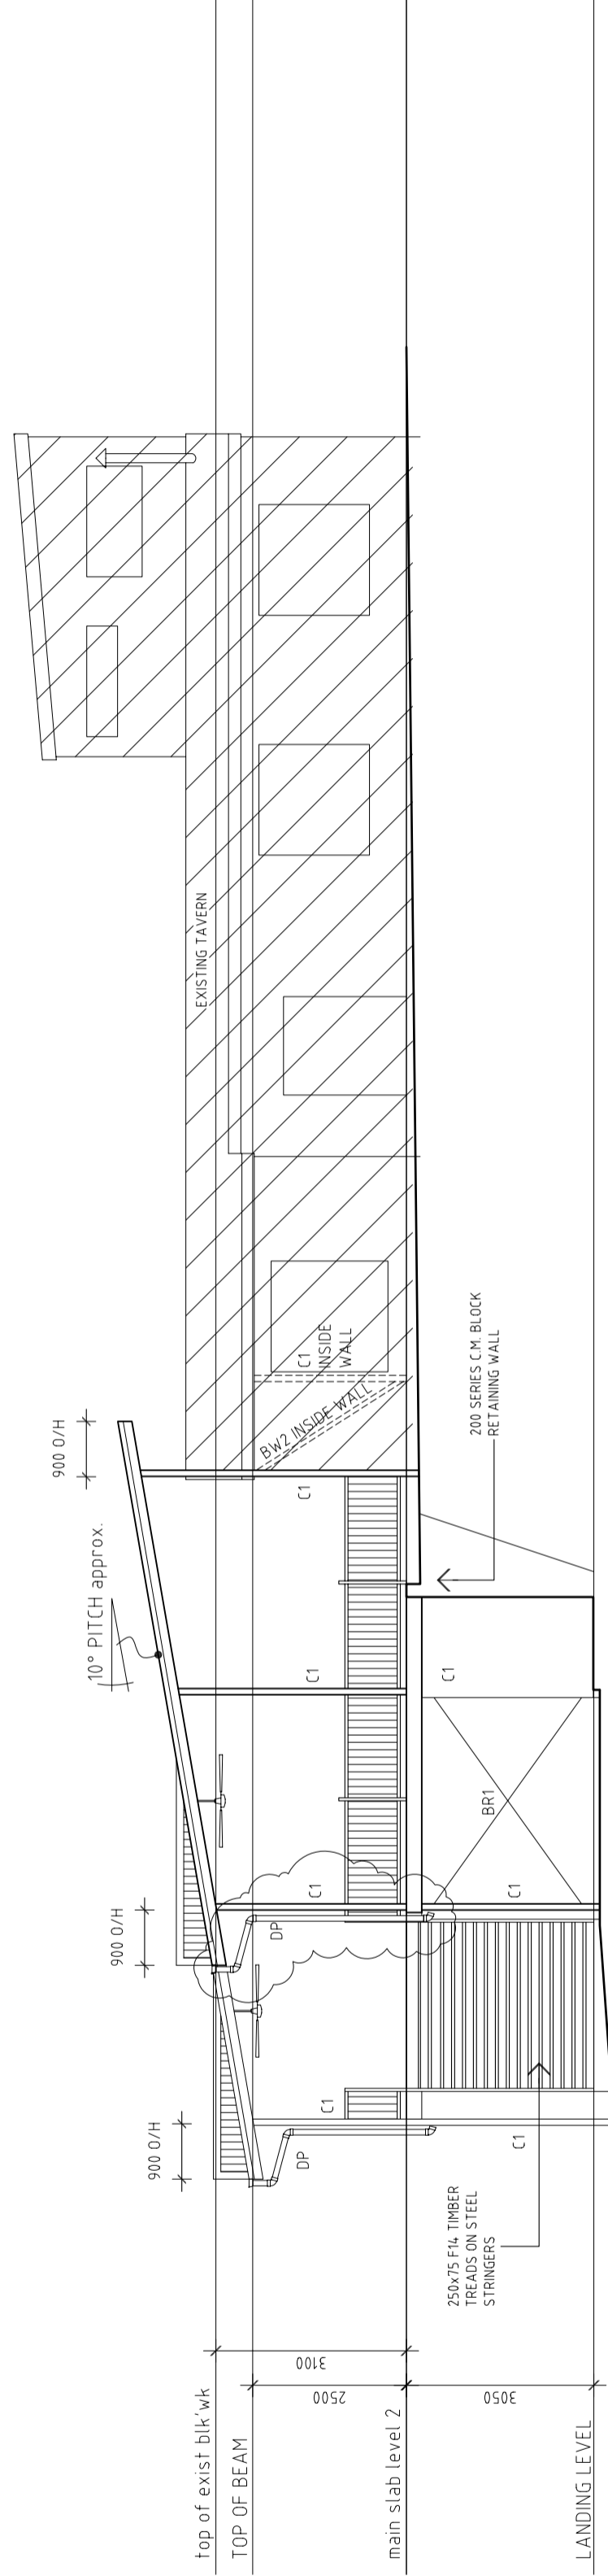 top of exist blk'wk
TOP OF BEAM
main slab level 2
LANDING LEVEL
3100
2500
3050
900 O/H
900 O/H
900 O/H
10° PITCH approx.
DP
DP
C1
C1
C1
C1
C1
C1
C1
BR1
250x75 F14 TIMBER
TREADS ON STEEL
STRINGERS
200 SERIES C.M. BLOCK
RETAINING WALL
BW2 INSIDE WALL
C1
INSIDE
WALL
EXISTING TAVERN